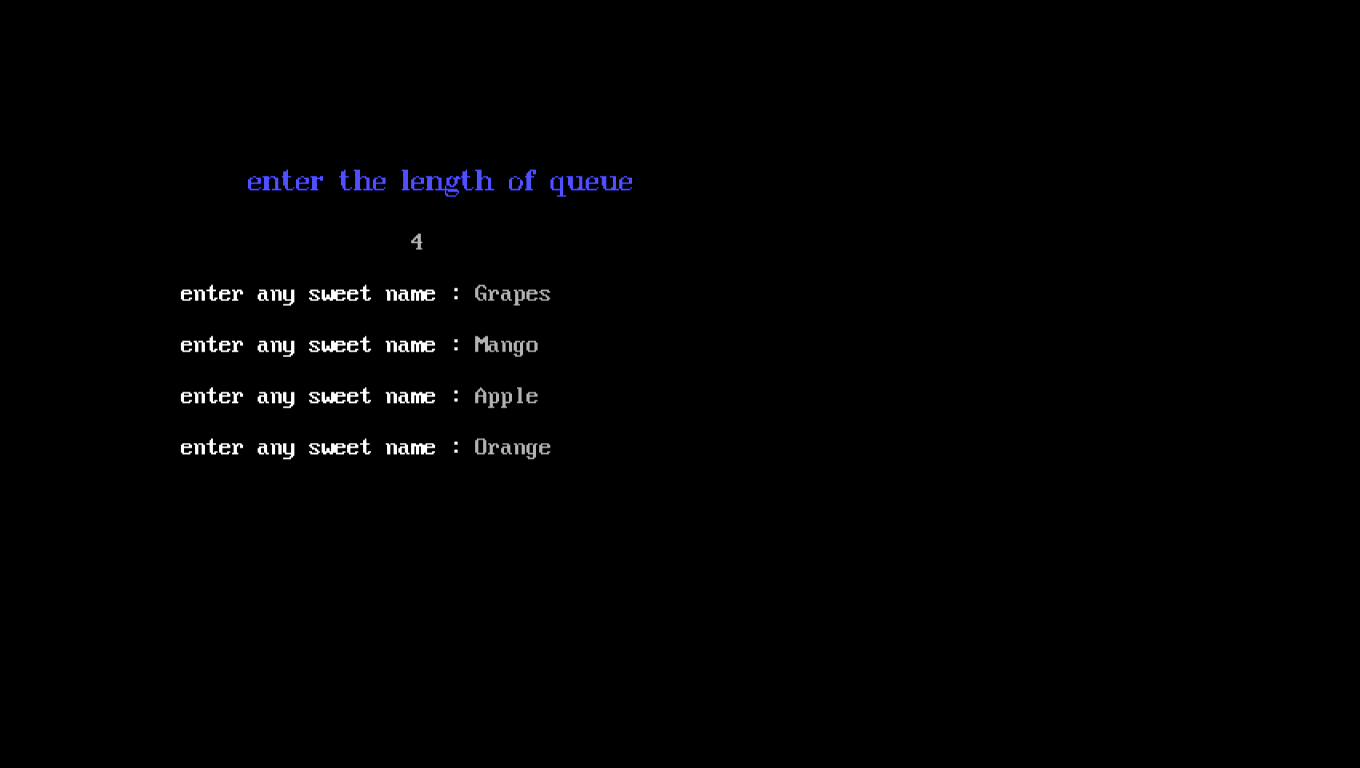 enter the length of queue
4
enter any sweet name : Grapes
enter any sweet name : Mango
enter any sweet name : Apple
enter any sweet name : Orange